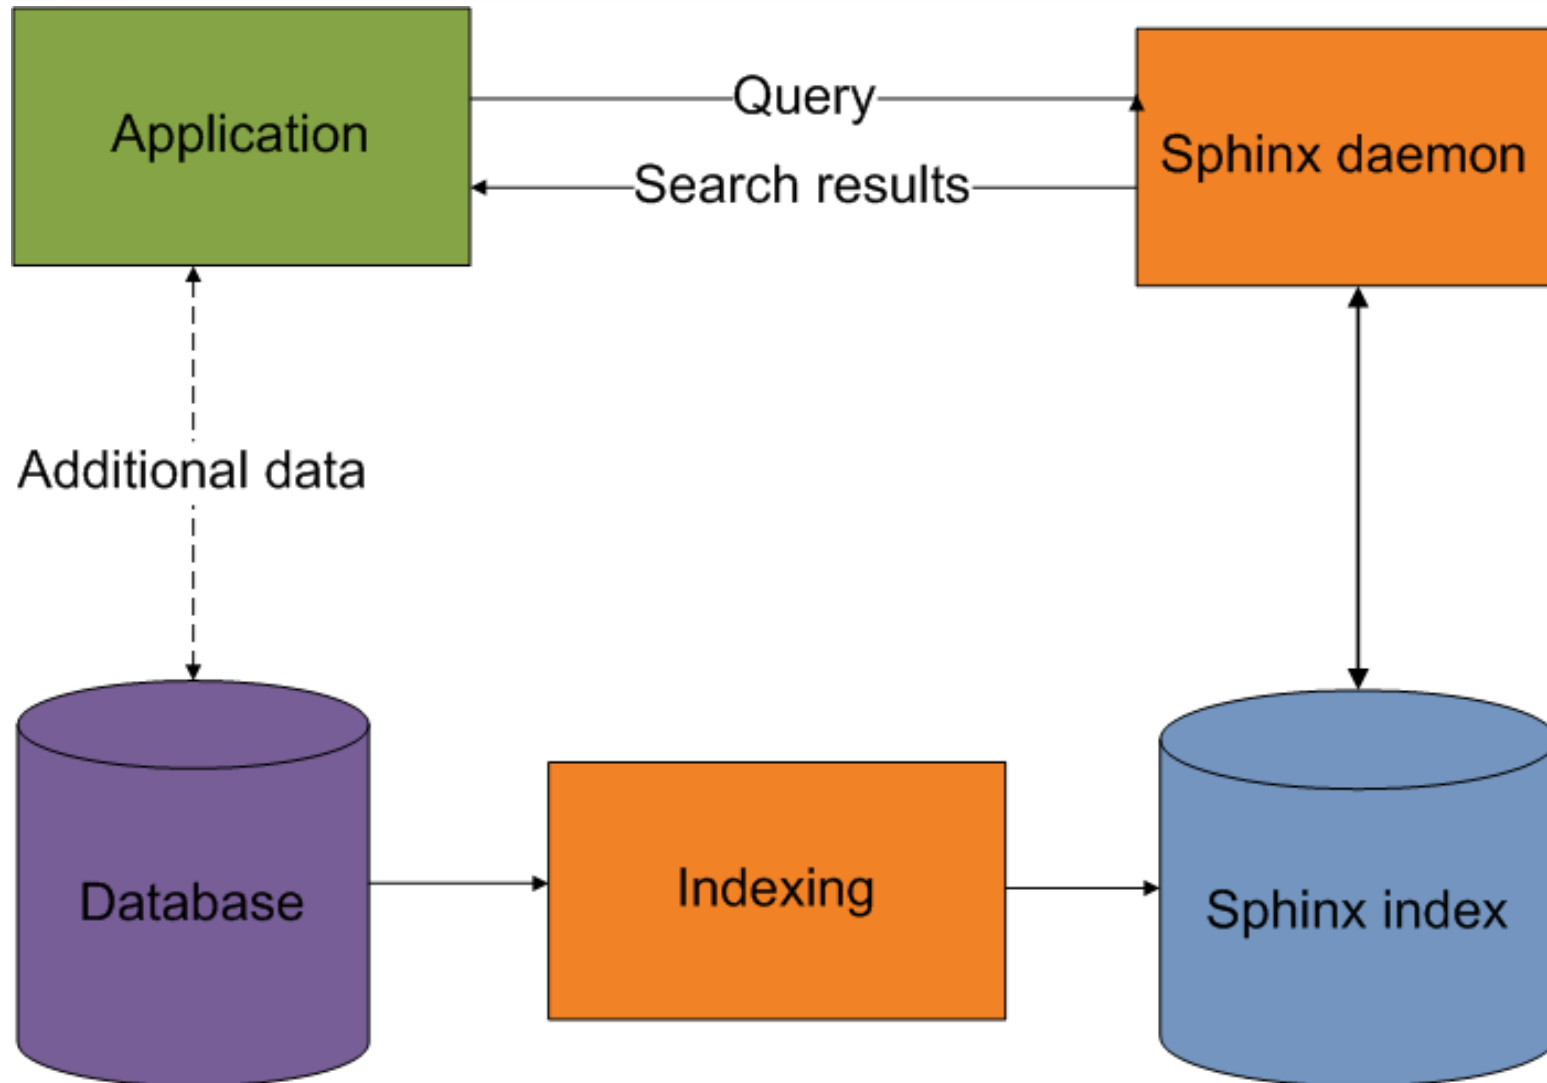 Application
Query
Sphinx daemon
Search results
Additional data
Database
Indexing
Sphinx index